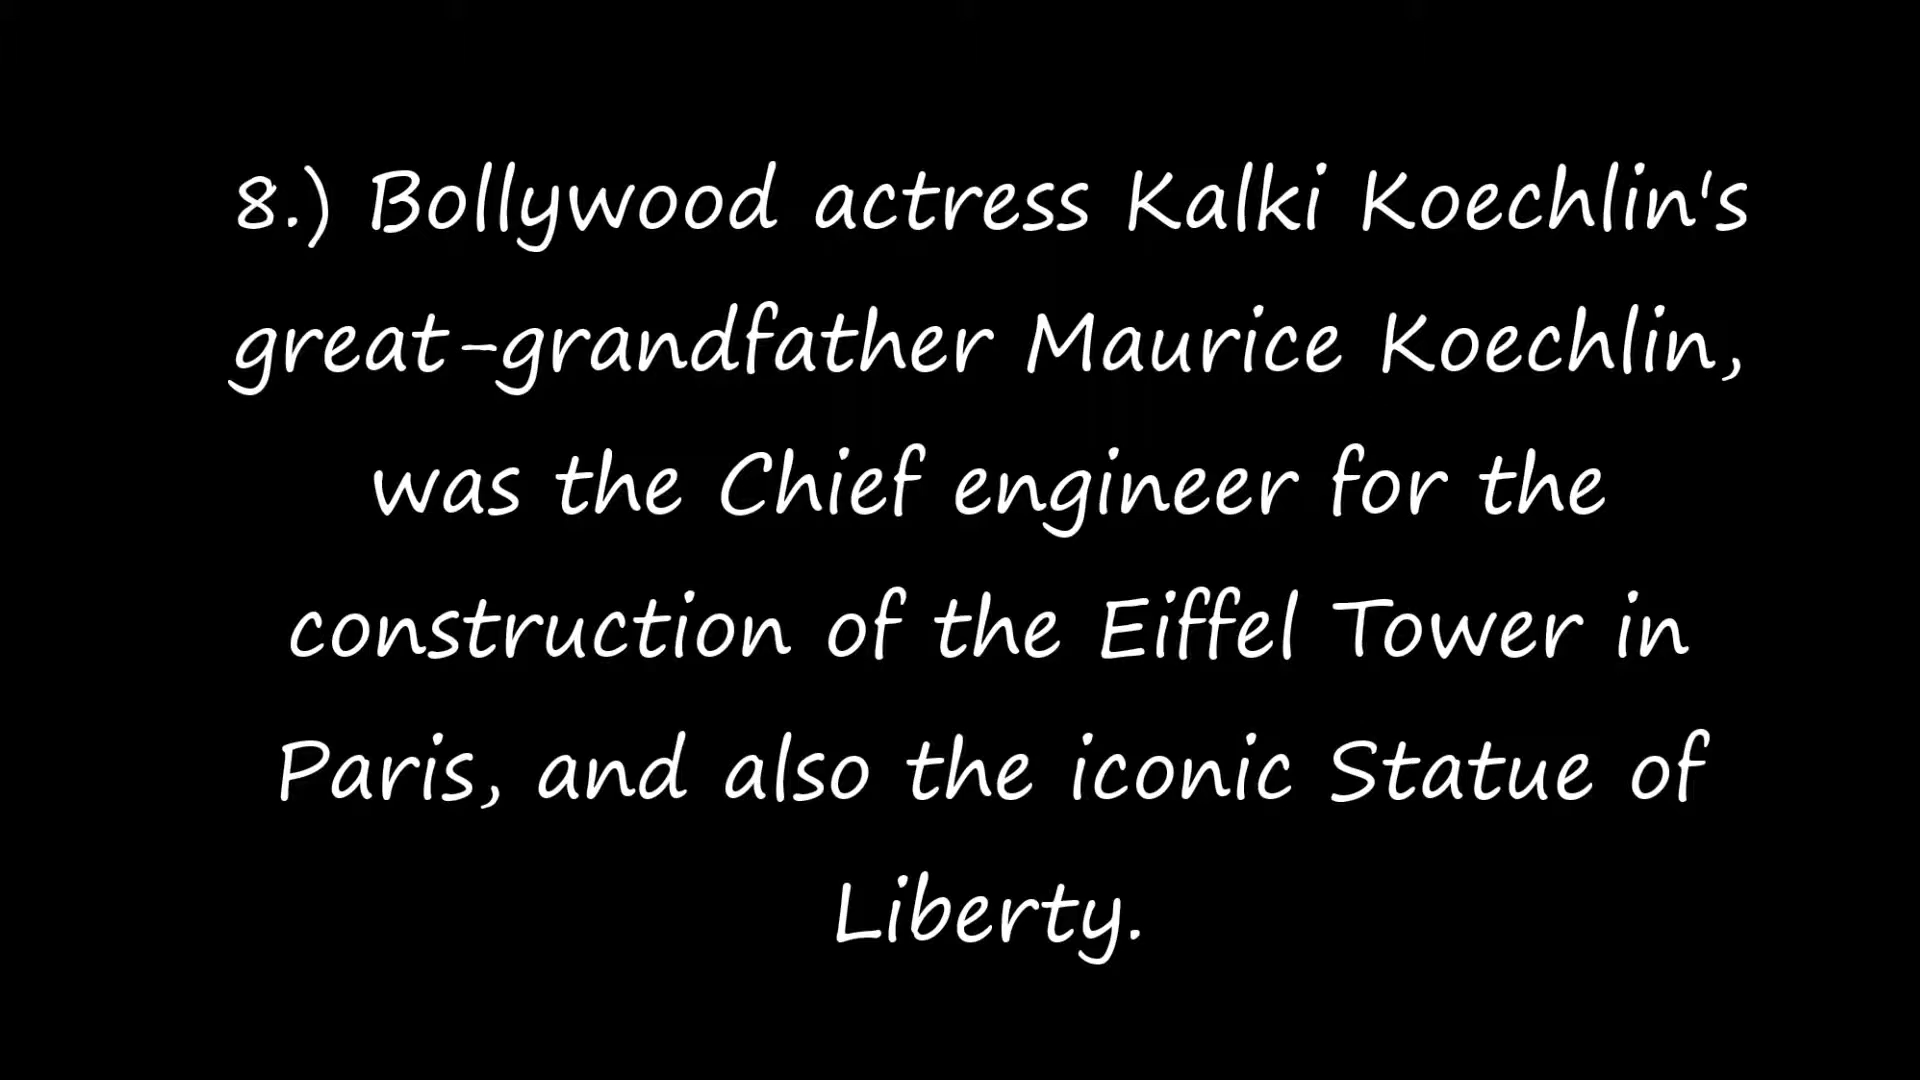 8.) Bollywood actress Kalki Koechlin's
great-grandfather Maurice Koechlin,
was the Chief engineer for the
construction of the Eiffel Tower in
Paris, and also the iconic Statue of
Liberty.